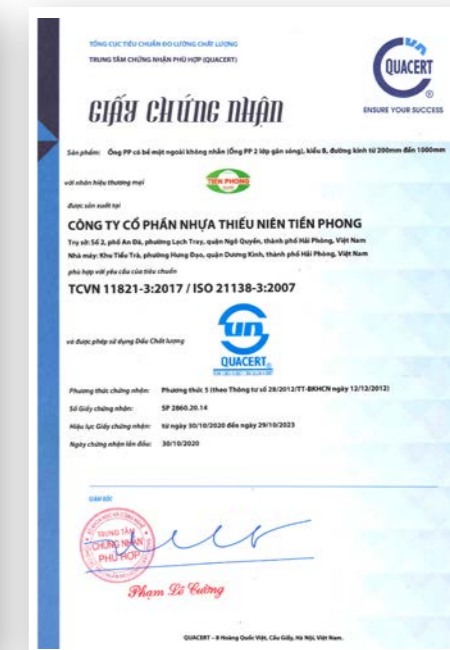 TỔNG CỤC TIÊU CHUẨN ĐO LƯỜNG CHẤT LƯỢNG
TRUNG TÂM CHỨNG NHẬN PHÙ HỢP (QUACERT)
QUACERT
®
ENSURE YOUR SUCCESS
GIẤY CHỨNG NHẬN
Sản phẩm: Ống PP có bề mặt ngoài không nhẵn (Ống PP 2 lớp gân sóng), kiểu B, đường kính từ 200mm đến 1000mm
với nhãn hiệu thương mại
TIEN PHONG
được sản xuất tại
CÔNG TY CỔ PHẦN NHỰA THIẾU NIÊN TIỀN PHONG
Trụ sở: Số 2, phố An Đà, phường Lạch Tray, quận Ngô Quyền, thành phố Hải Phòng, Việt Nam
Nhà máy: Khu Tiểu Trà, phường Hưng Đạo, quận Dương Kinh, thành phố Hải Phòng, Việt Nam
phù hợp với yêu cầu của tiêu chuẩn
TCVN 11821-3:2017 / ISO 21138-3:2007
và được phép sử dụng Dấu Chất lượng
QUACERT®
Phương thức chứng nhận: Phương thức 5 (theo Thông tư số 28/2012/TT-BKHCN ngày 12/12/2012)
Số Giấy chứng nhận: SP 2860.20.14
Hiệu lực Giấy chứng nhận: từ ngày 30/10/2020 đến ngày 29/10/2023
Ngày chứng nhận lần đầu: 30/10/2020
GIÁM ĐỐC
TRUNG TÂM
CHỨNG NHẬN
PHÙ HỢP
Phạm Lê Cường
QUACERT – 8 Hoàng Quốc Việt, Cầu Giấy, Hà Nội, Việt Nam.